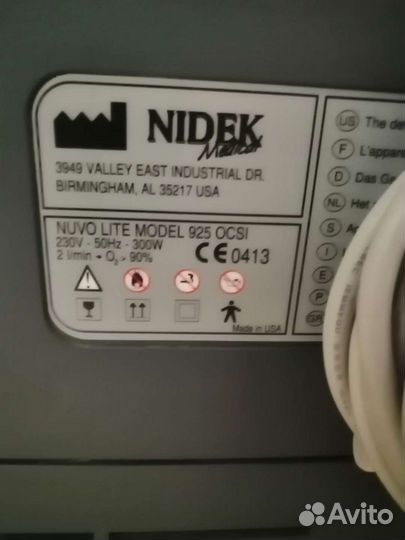 NIDEK
Medical
3949 VALLEY EAST INDUSTRIAL DR.
BIRMINGHAM, AL 35217 USA
NUVO LITE MODEL 925 OCSI
230V - 50Hz - 300W
2 l/min → O₂ > 90%
CE 0413
Made in USA
US The
F L'appare
D Das Ge
NL Het
S
I
E
P
GR
Avito